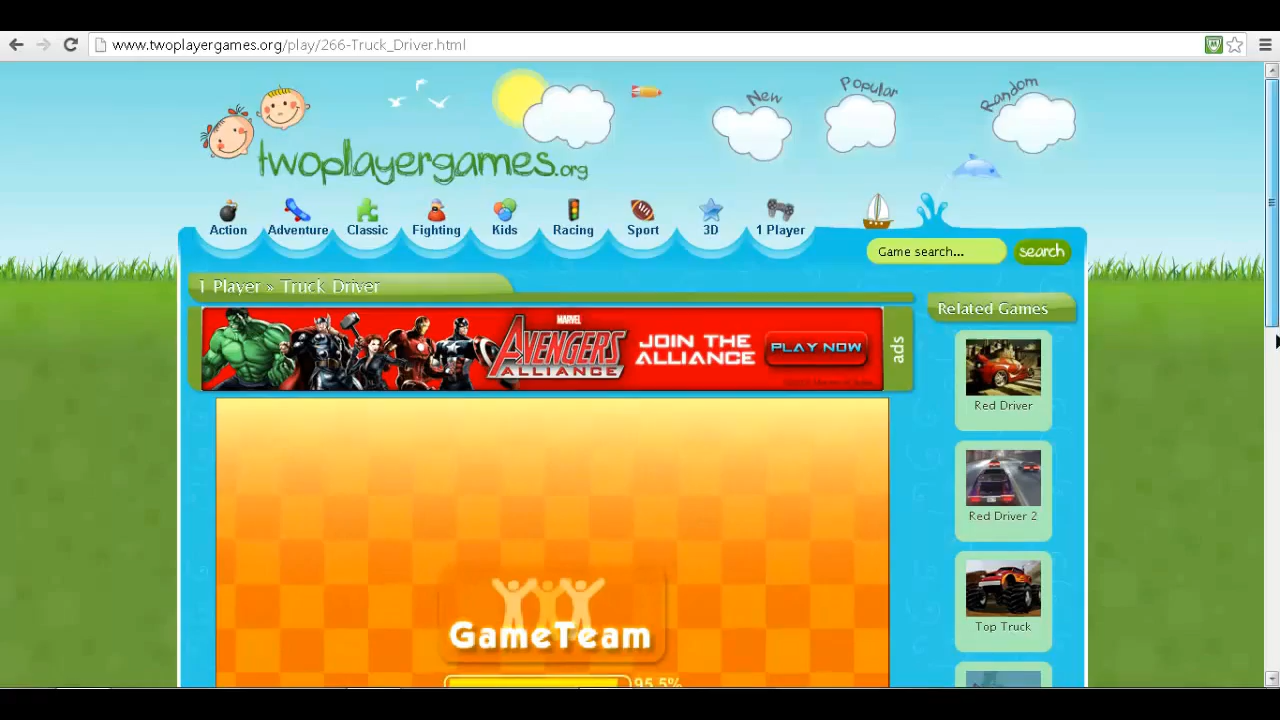 www.twoplayergames.org/play/266-Truck_Driver.html
New
Popular
Random
twoplayergames.org
Action
Adventure
Classic
Fighting
Kids
Racing
Sport
3D
1 Player
Game search...
search
1 Player » Truck Driver
Related Games
MARVEL
AVENGERS
ALLIANCE
JOIN THE
ALLIANCE
PLAY NOW
ads
Red Driver
Red Driver 2
Top Truck
GameTeam
95.5%